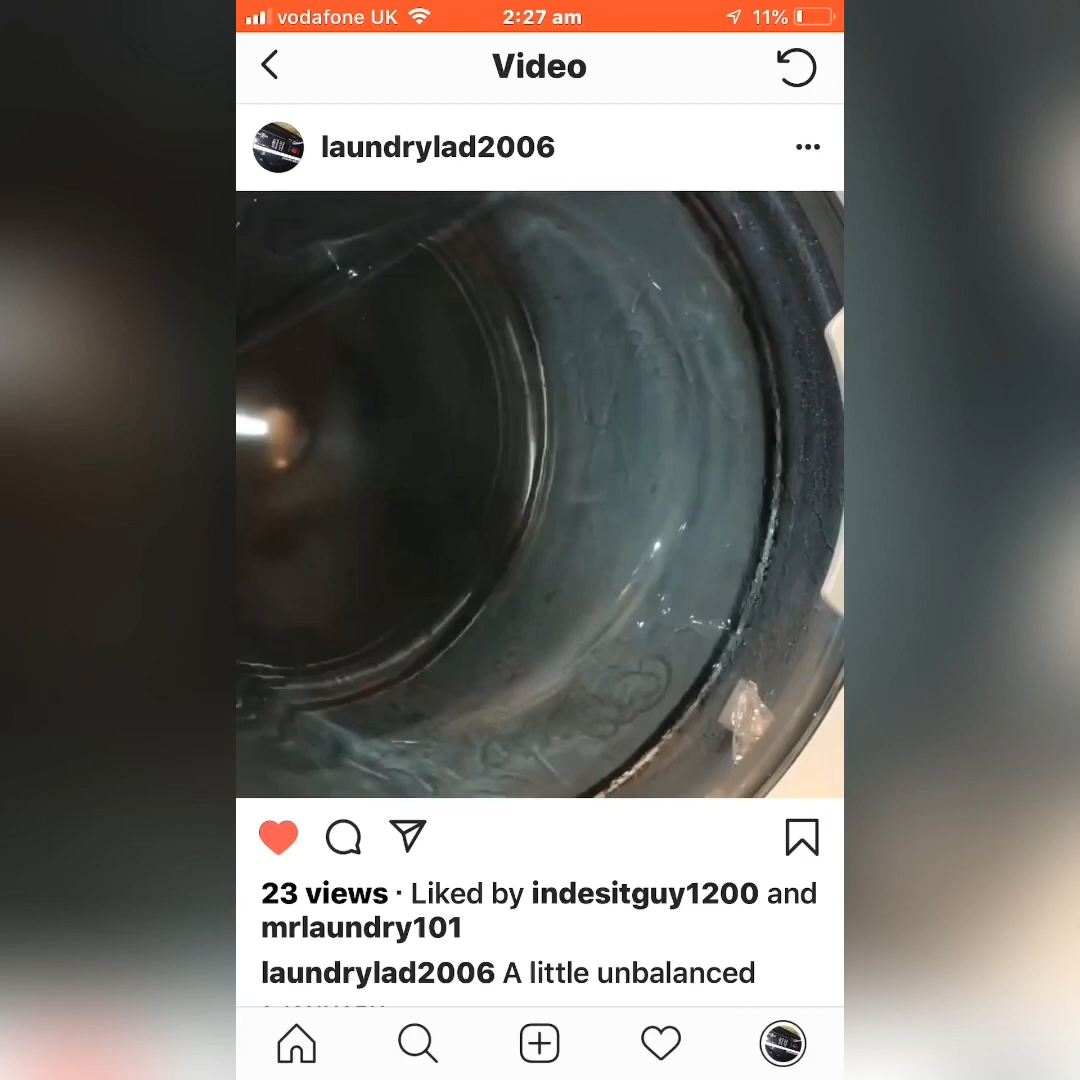 vodafone UK 2:27 am 11%
Video
laundrylad2006
23 views · Liked by indesitguy1200 and
mrlaundry101
laundrylad2006 A little unbalanced